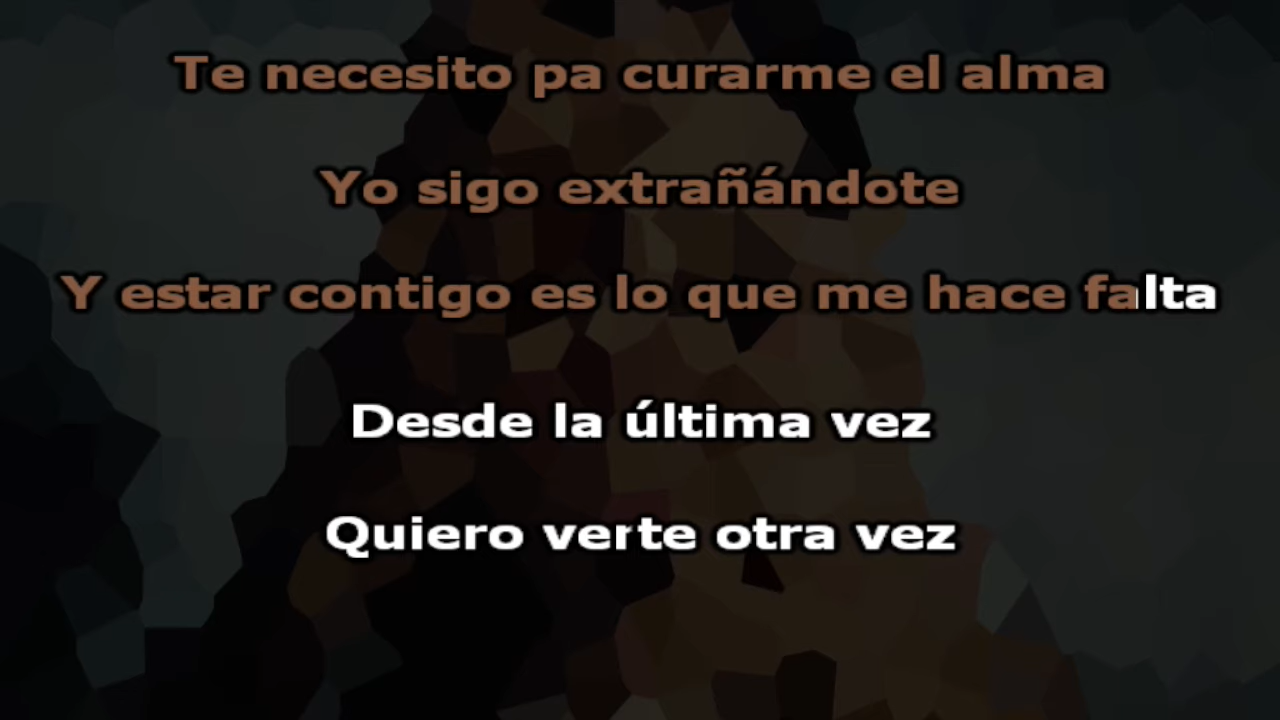 Te necesito pa curarme el alma
Yo sigo extrañándote
Y estar contigo es lo que me hace falta
Desde la última vez
Quiero verte otra vez